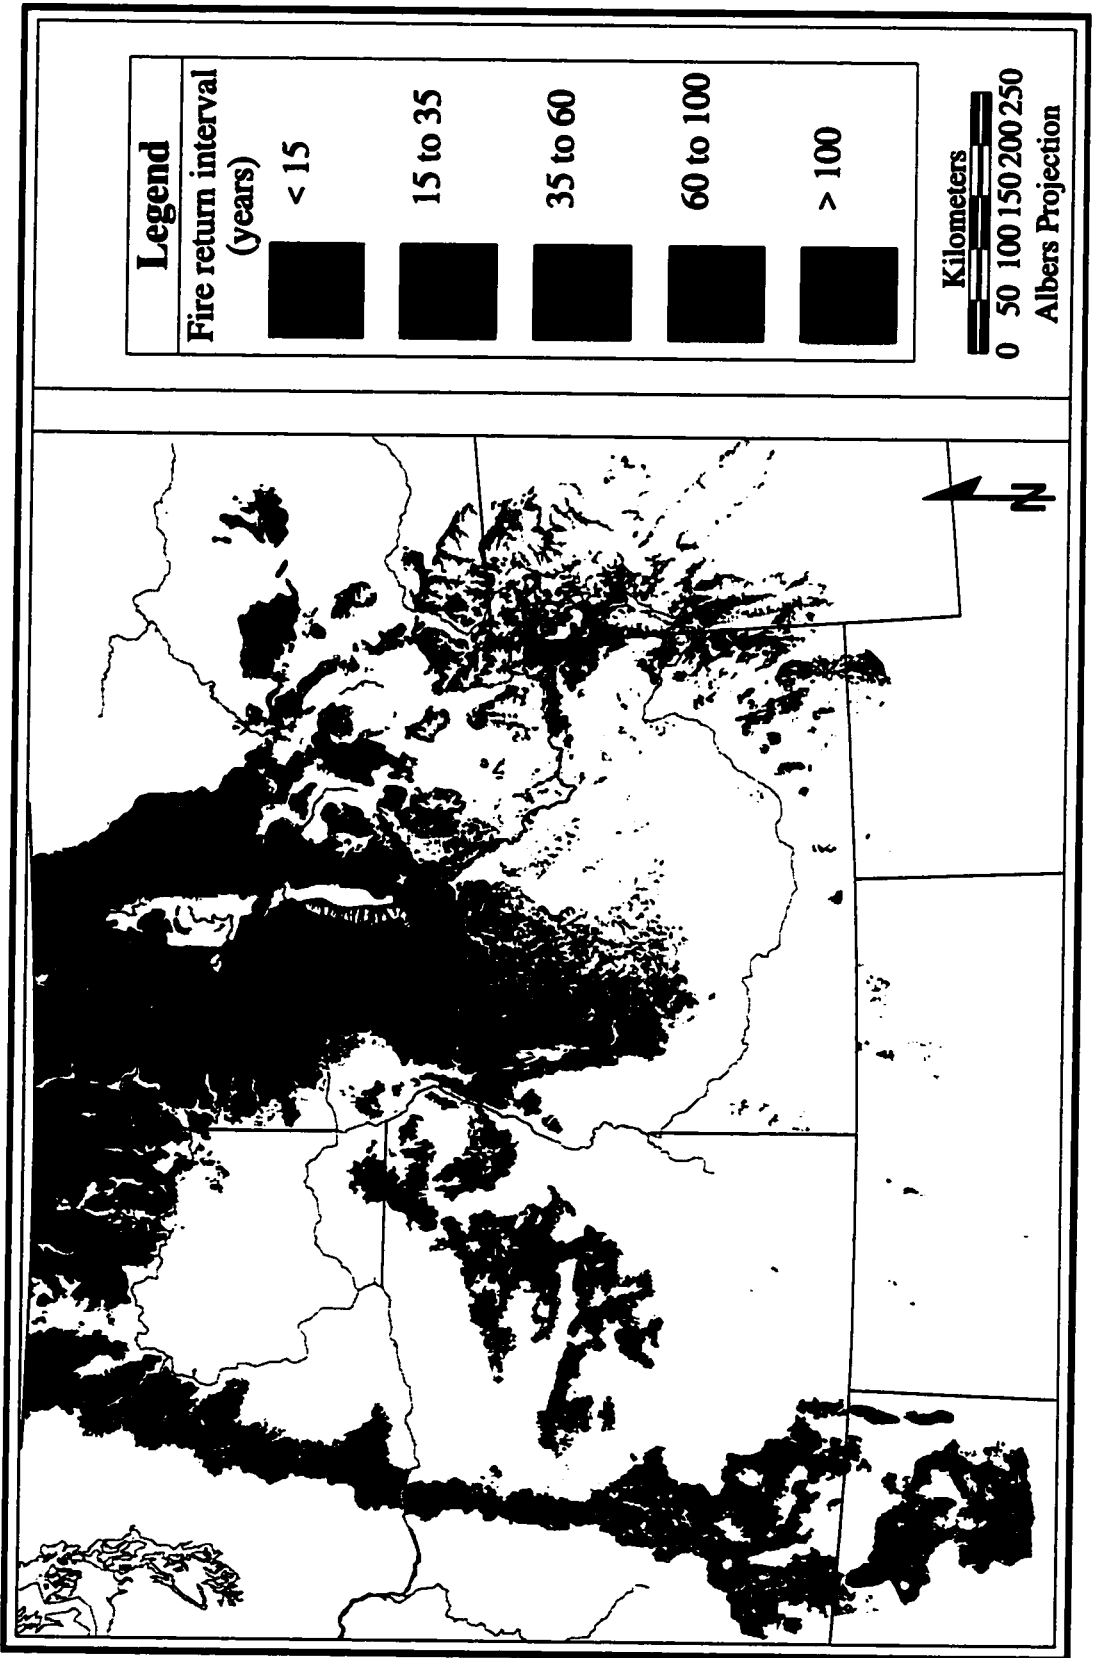 Legend
Fire return interval
(years)
< 15
15 to 35
35 to 60
60 to 100
> 100
Kilometers
0 50 100 150 200 250
Albers Projection
N